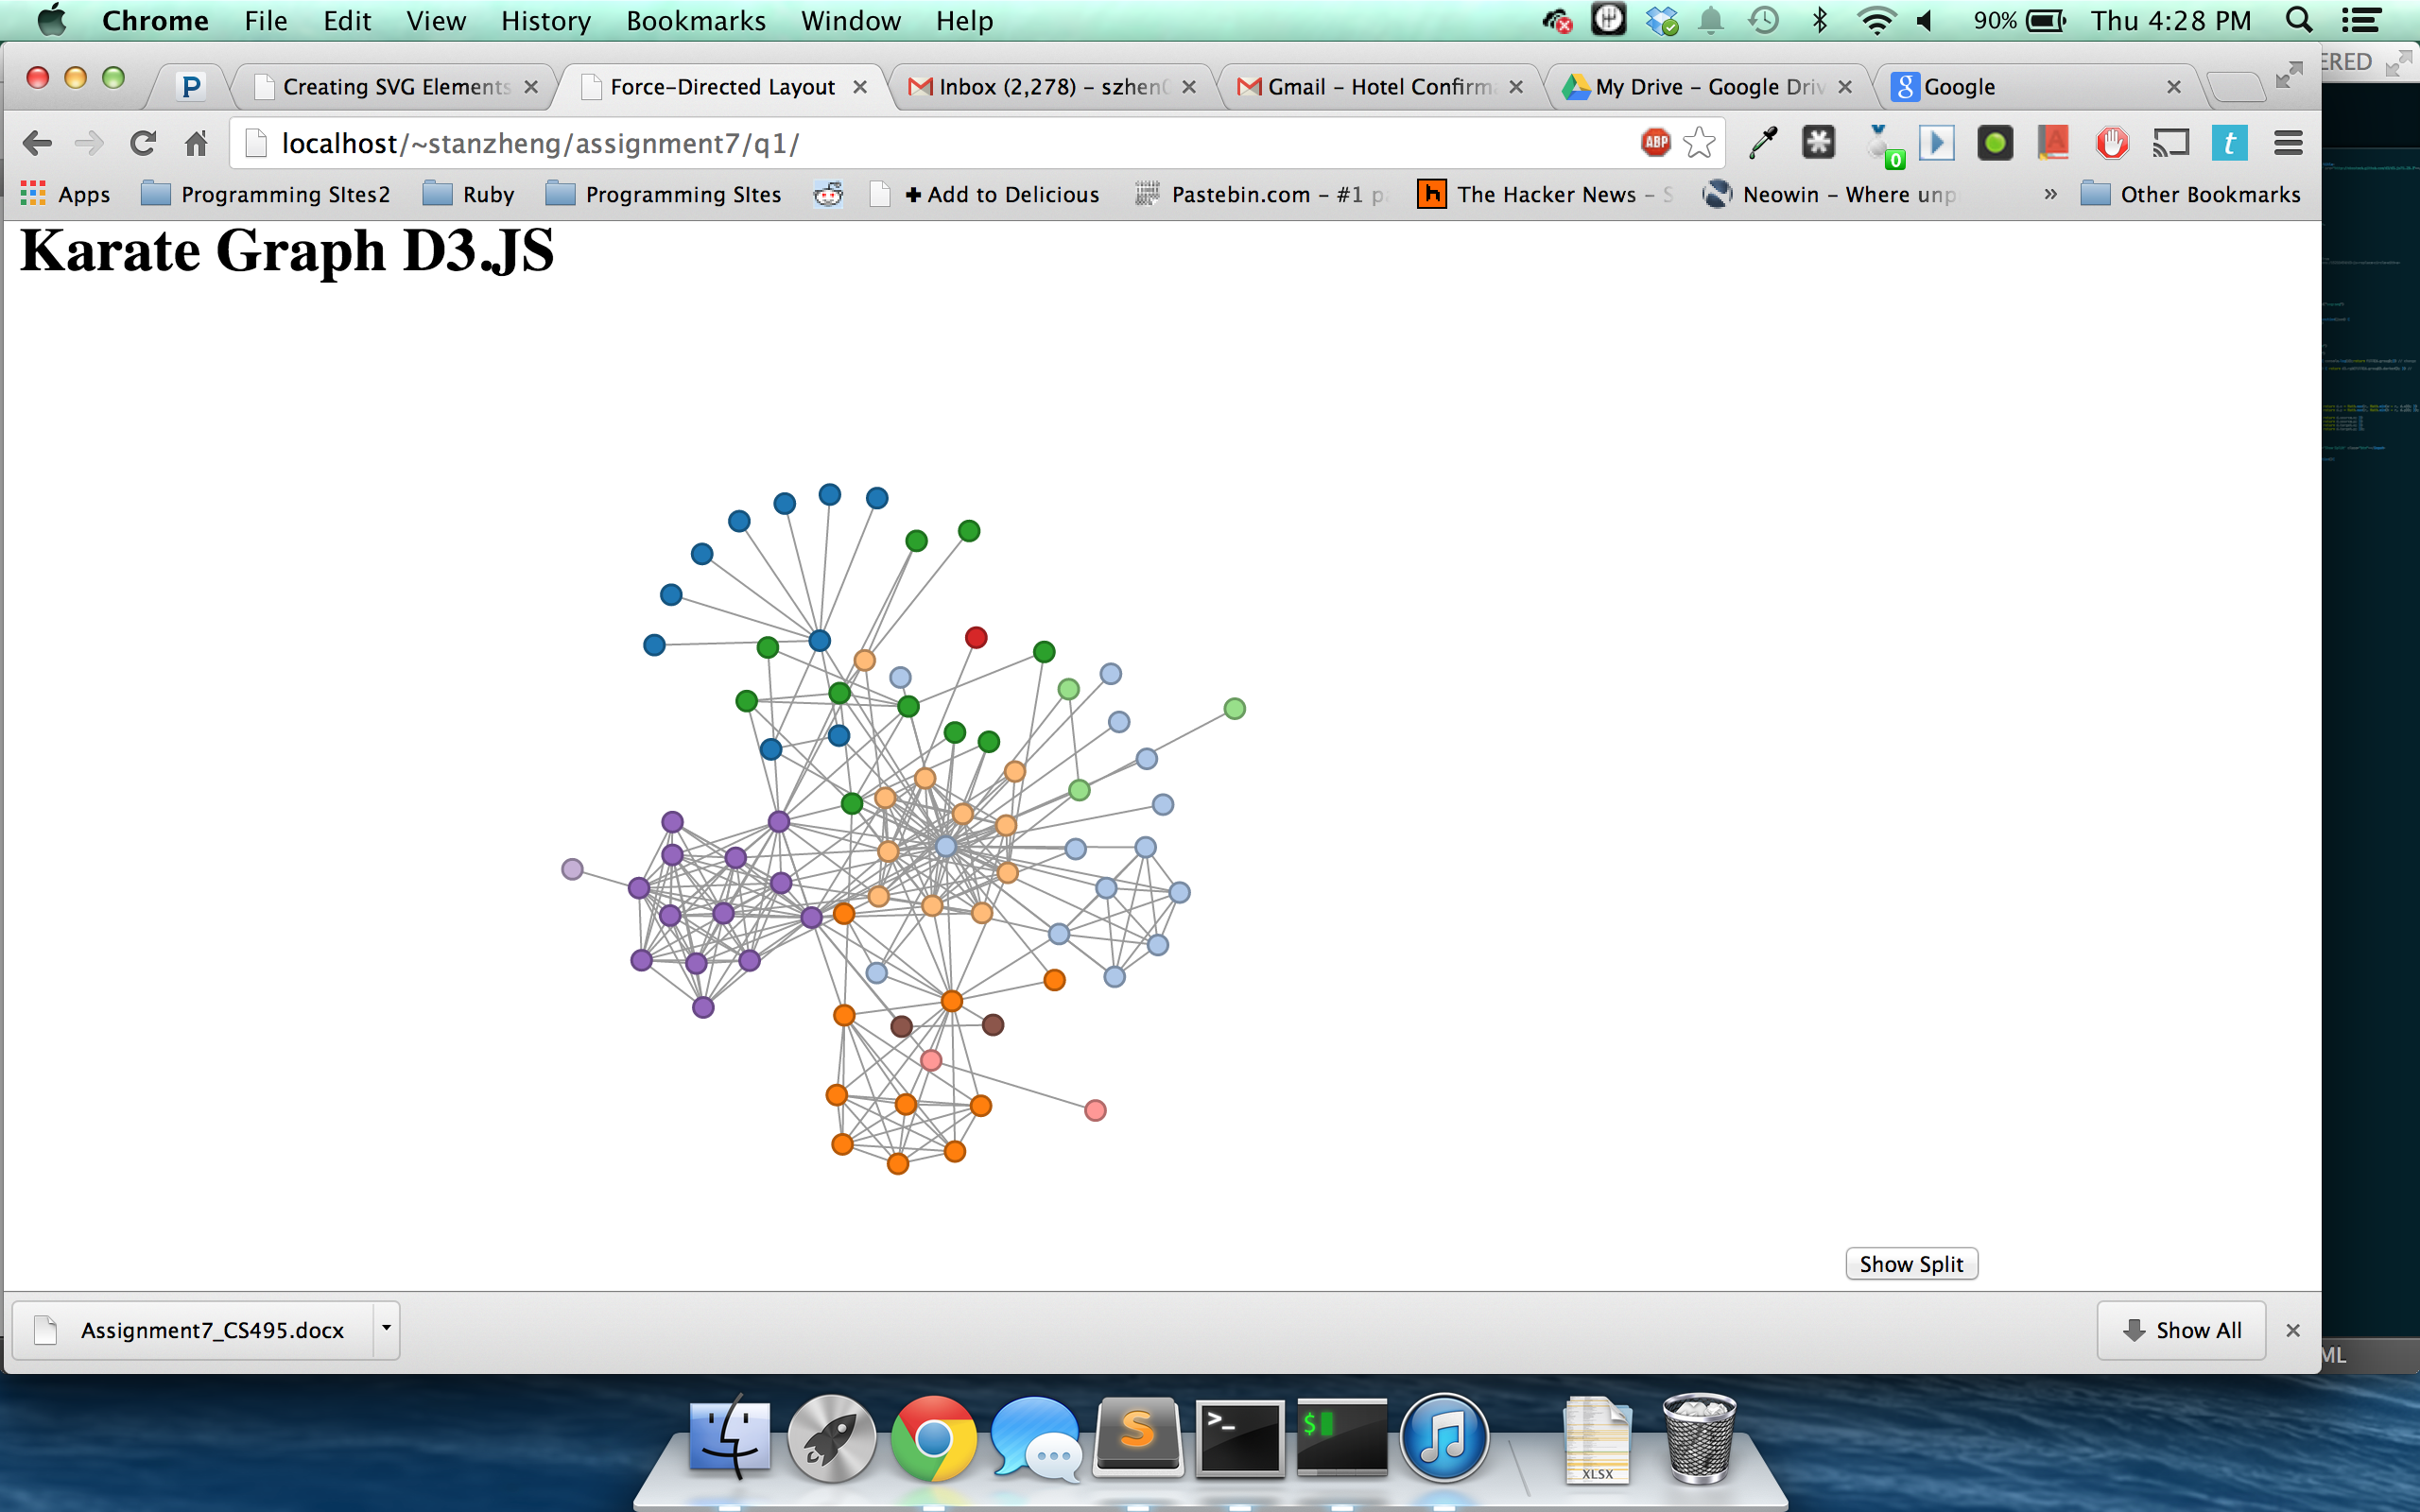 Chrome File Edit View History Bookmarks Window Help 90% Thu 4:28 PM
ERED
P Creating SVG Elements Force-Directed Layout Inbox (2,278) - szhen Gmail - Hotel Confirm My Drive - Google Driv g Google
localhost/~stanzheng/assignment7/q1/ ABP 0 A t
Apps Programming SItes2 Ruby Programming SItes + Add to Delicious Pastebin.com - #1 p h The Hacker News - S Neowin - Where unp » Other Bookmarks
Karate Graph D3.JS
Show Split
Assignment7_CS495.docx Show All
ML
S >_ $ XLSX